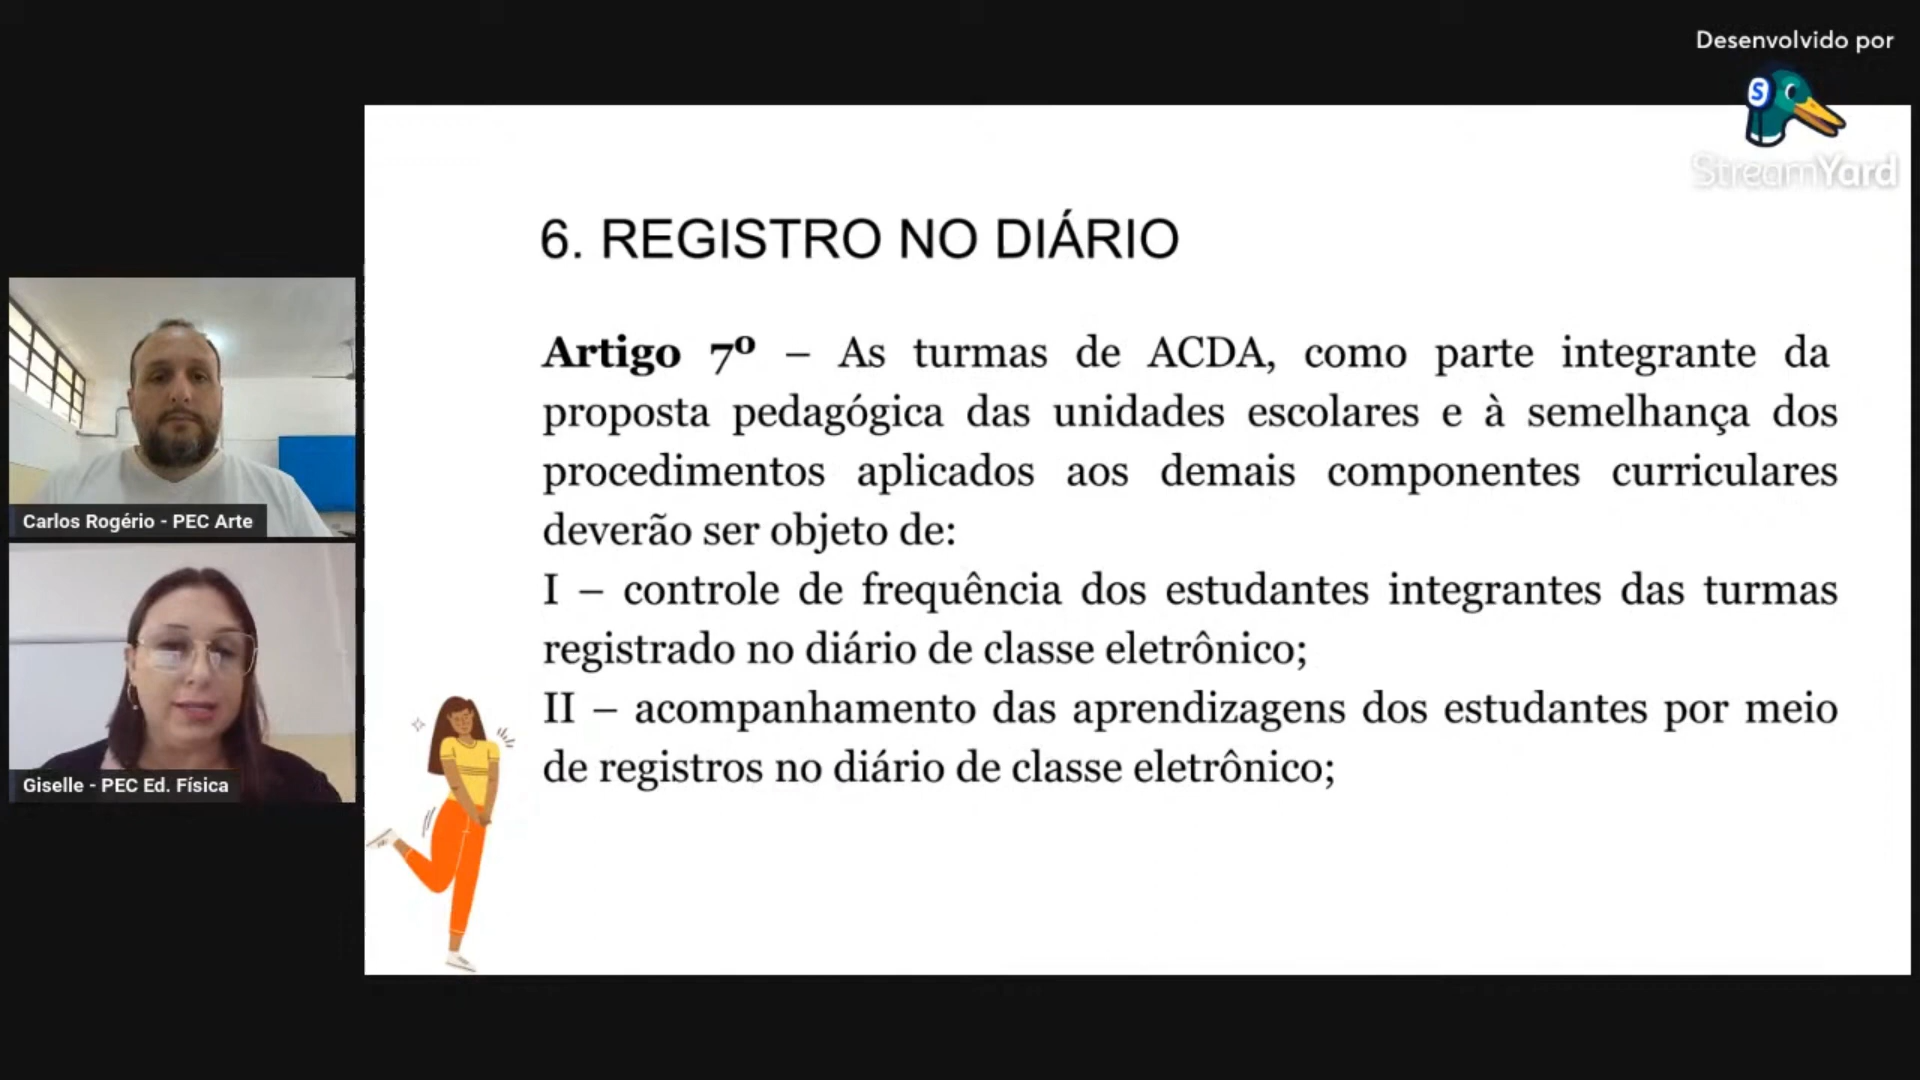 Desenvolvido por
S
StreamYard
6. REGISTRO NO DIÁRIO
Artigo 7º – As turmas de ACDA, como parte integrante da
proposta pedagógica das unidades escolares e à semelhança dos
procedimentos aplicados aos demais componentes curriculares
deverão ser objeto de:
I – controle de frequência dos estudantes integrantes das turmas
registrado no diário de classe eletrônico;
II – acompanhamento das aprendizagens dos estudantes por meio
de registros no diário de classe eletrônico;
Carlos Rogério - PEC Arte
Giselle - PEC Ed. Física